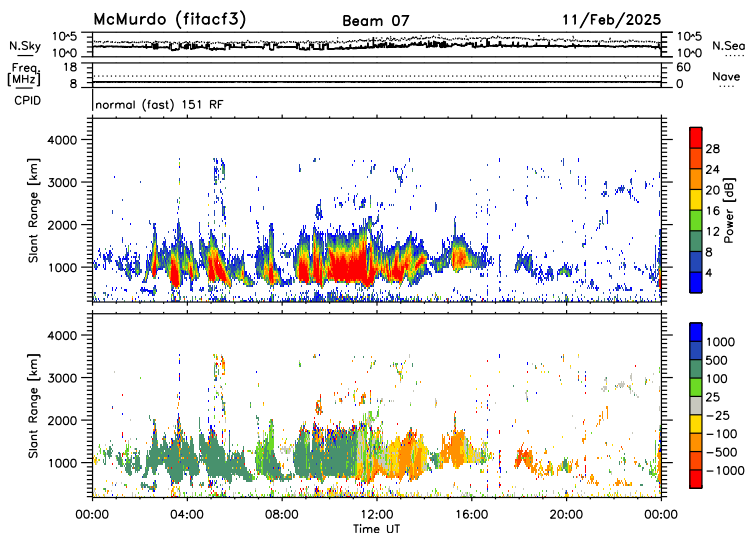 McMurdo (fitacf3) Beam 07 11/Feb/2025
N.Sky 10^5 10^0 10^5 10^0 N.Sea
Freq. [MHz] 18 8 60 0 Nave
CPID normal (fast) 151 RF
Slant Range [km]
4000
3000
2000
1000
28
24
20
16
12
8
4
Power [dB]
Slant Range [km]
4000
3000
2000
1000
1000
500
100
25
-25
-100
-500
-1000
00:00 04:00 08:00 12:00 16:00 20:00 00:00
Time UT